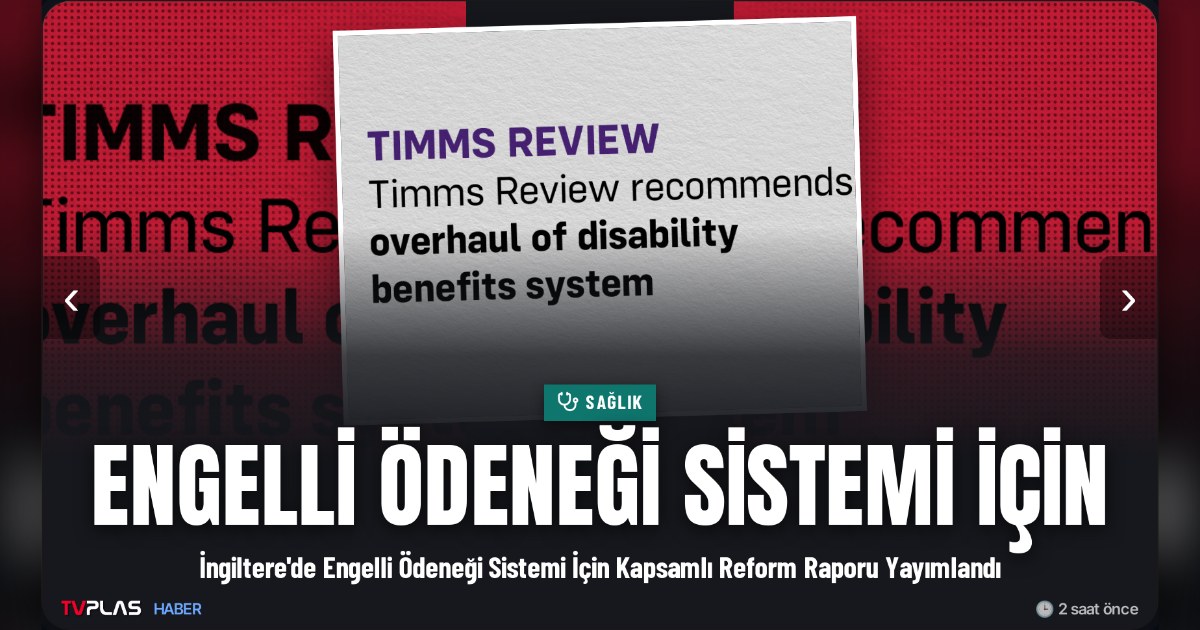 TIMMS REVIEW
Timms Review recommends
overhaul of disability
benefits system
SAĞLIK
ENGELLİ ÖDENEĞİ SİSTEMİ İÇİN
İngiltere'de Engelli Ödeneği Sistemi İçin Kapsamlı Reform Raporu Yayımlandı
TVPLAS HABER
2 saat önce